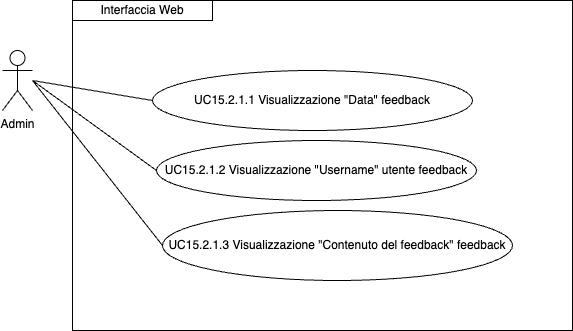 Interfaccia Web
UC15.2.1.1 Visualizzazione "Data" feedback
Admin
UC15.2.1.2 Visualizzazione "Username" utente feedback
UC15.2.1.3 Visualizzazione "Contenuto del feedback" feedback